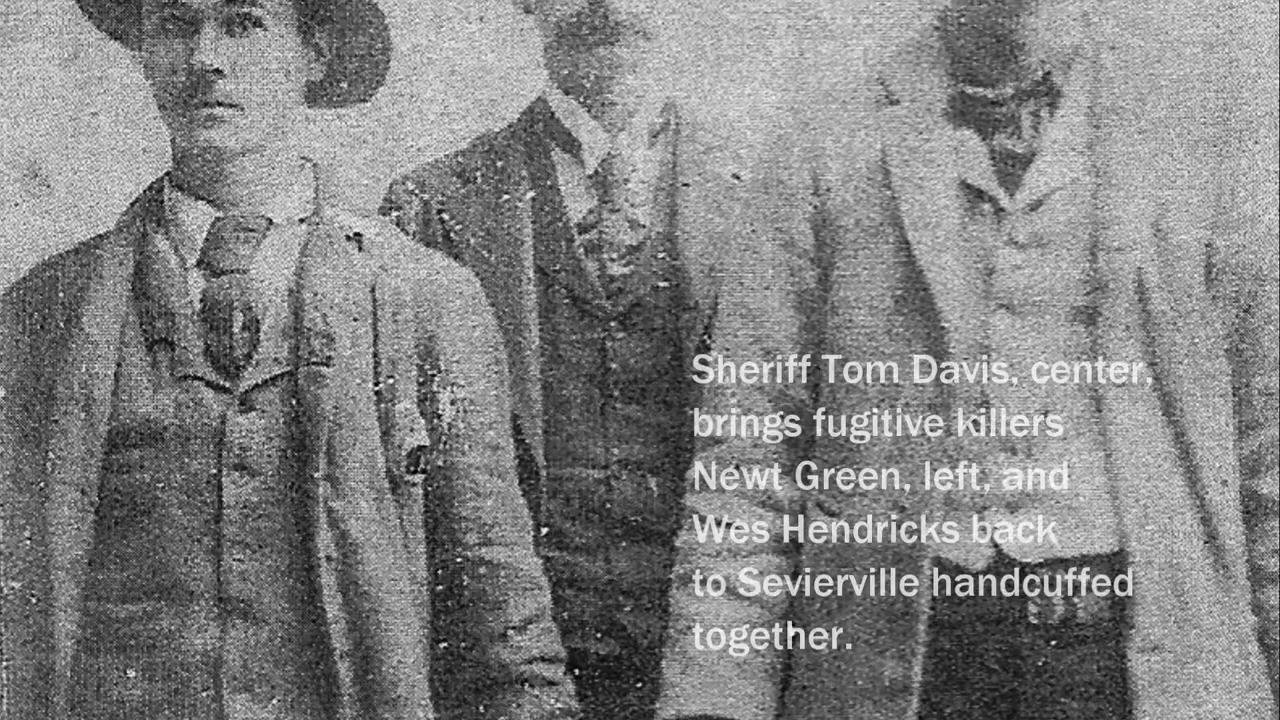 Sheriff Tom Davis, center,
brings fugitive killers
Newt Green, left, and
Wes Hendricks back
to Sevierville handcuffed
together.